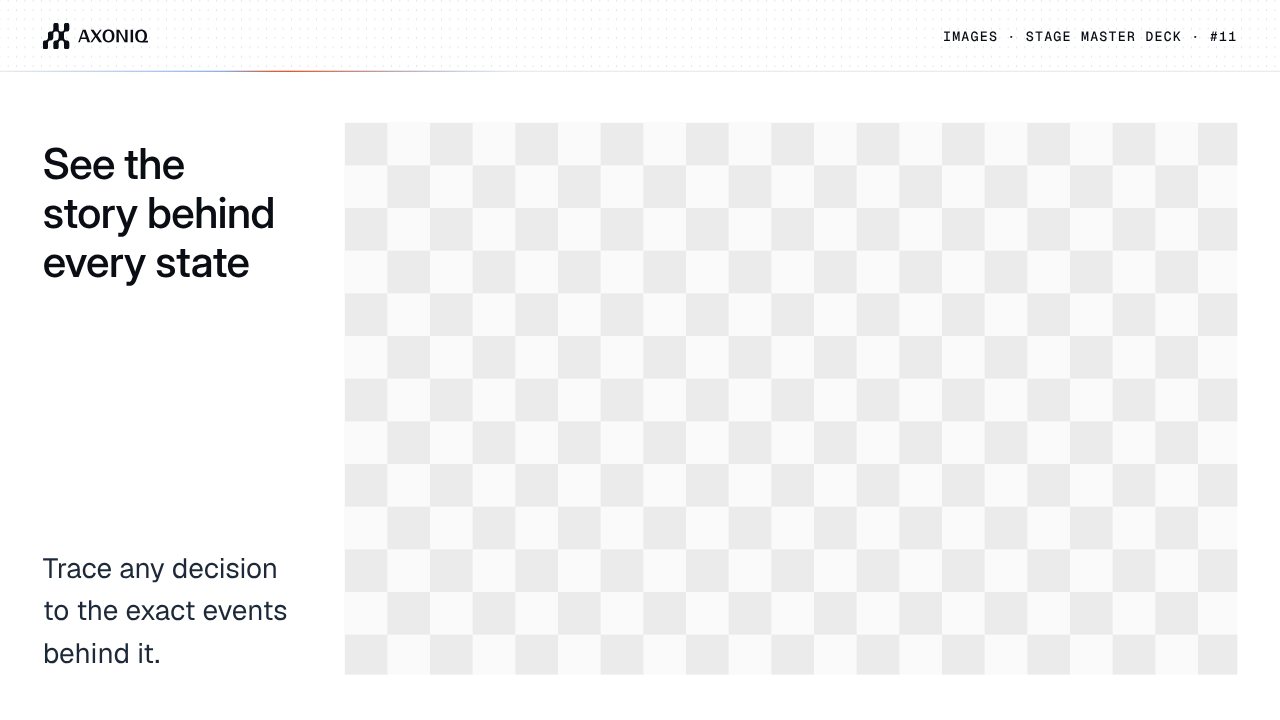 AXONIQ
IMAGES · STAGE MASTER DECK · #11
See the
story behind
every state
Trace any decision
to the exact events
behind it.